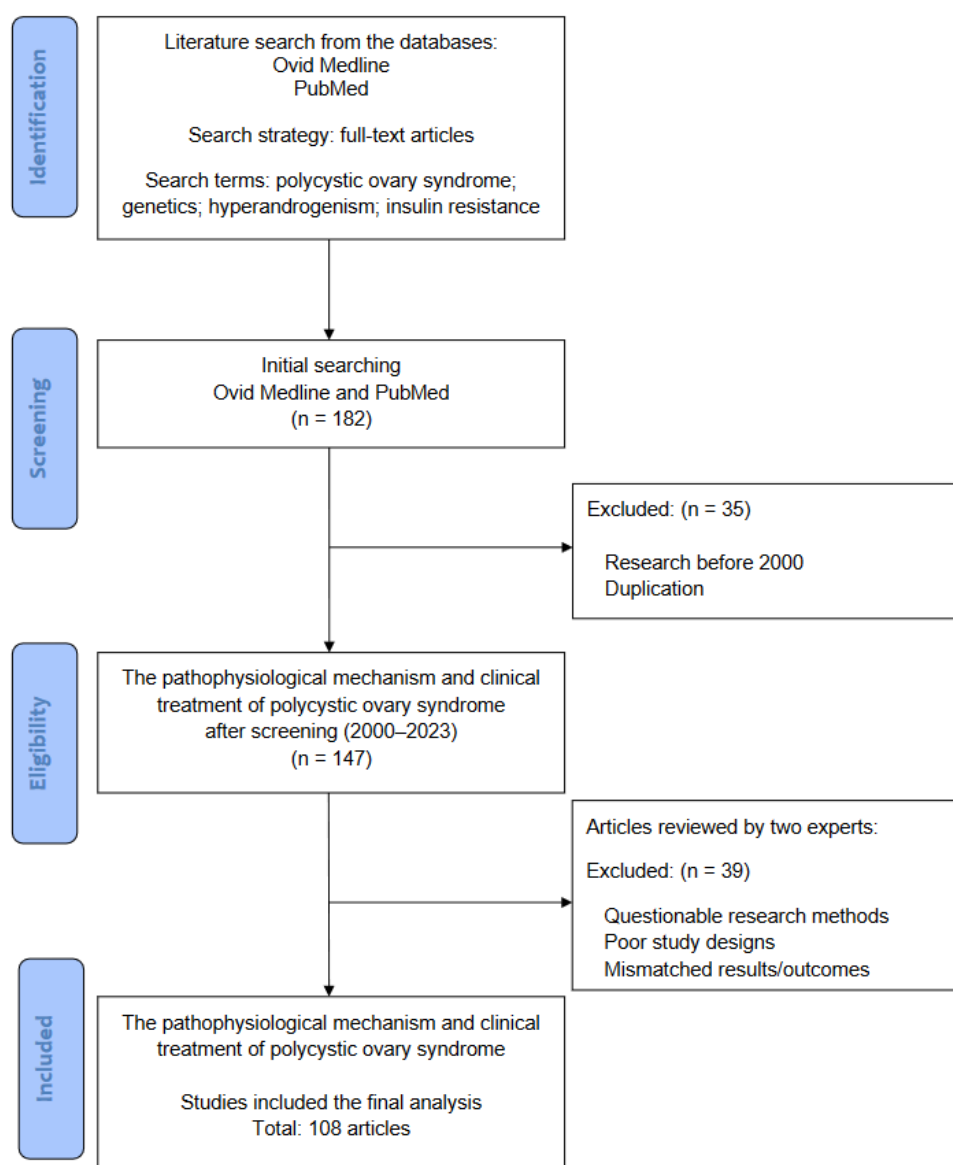 Identification
Literature search from the databases:
Ovid Medline
PubMed
Search strategy: full-text articles
Search terms: polycystic ovary syndrome;
genetics; hyperandrogenism; insulin resistance
Screening
Initial searching
Ovid Medline and PubMed
(n = 182)
Excluded: (n = 35)
Research before 2000
Duplication
Eligibility
The pathophysiological mechanism and clinical
treatment of polycystic ovary syndrome
after screening (2000–2023)
(n = 147)
Articles reviewed by two experts:
Excluded: (n = 39)
Questionable research methods
Poor study designs
Mismatched results/outcomes
Included
The pathophysiological mechanism and clinical
treatment of polycystic ovary syndrome
Studies included the final analysis
Total: 108 articles